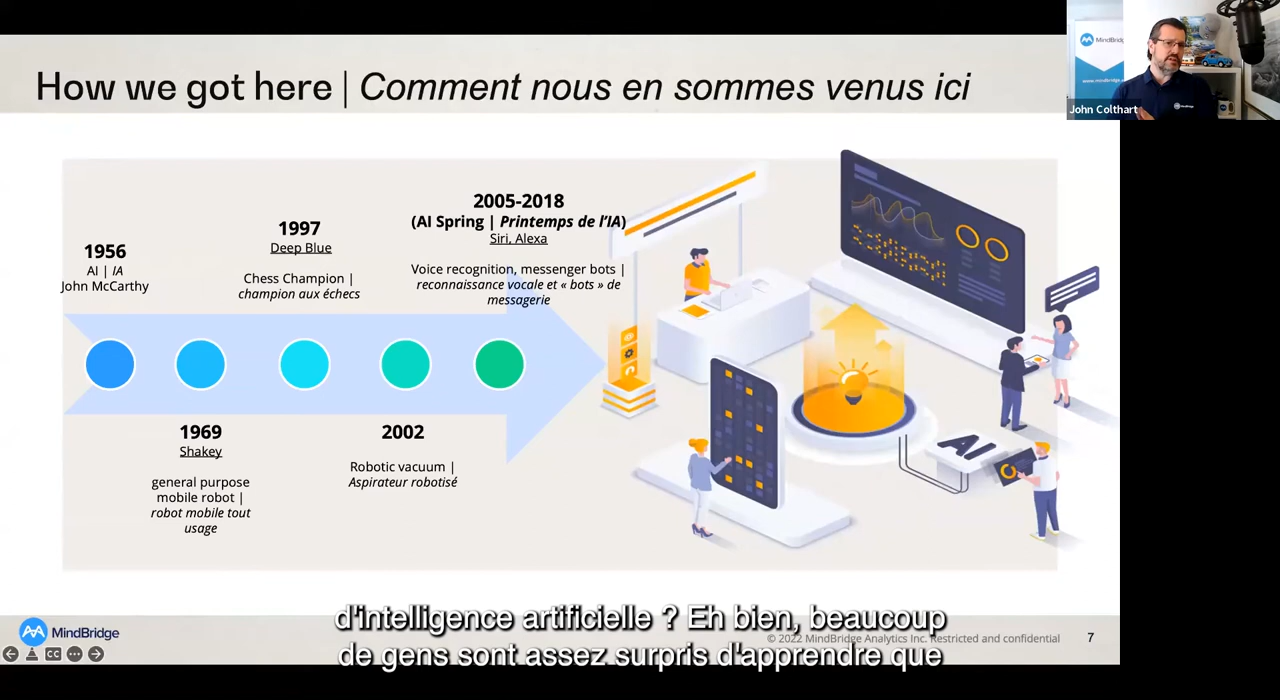 How we got here | Comment nous en sommes venus ici
MindBridge
John Colthart
1956
AI | IA
John McCarthy
1997
Deep Blue
Chess Champion |
champion aux échecs
2005-2018
(AI Spring | Printemps de l'IA)
Siri, Alexa
Voice recognition, messenger bots |
reconnaissance vocale et « bots » de
messagerie
1969
Shakey
general purpose
mobile robot |
robot mobile tout
usage
2002
Robotic vacuum |
Aspirateur robotisé
AI
d'intelligence artificielle ? Eh bien, beaucoup
de gens sont assez surpris d'apprendre que
MindBridge
© 2022 MindBridge Analytics Inc. Restricted and confidential
7
CC